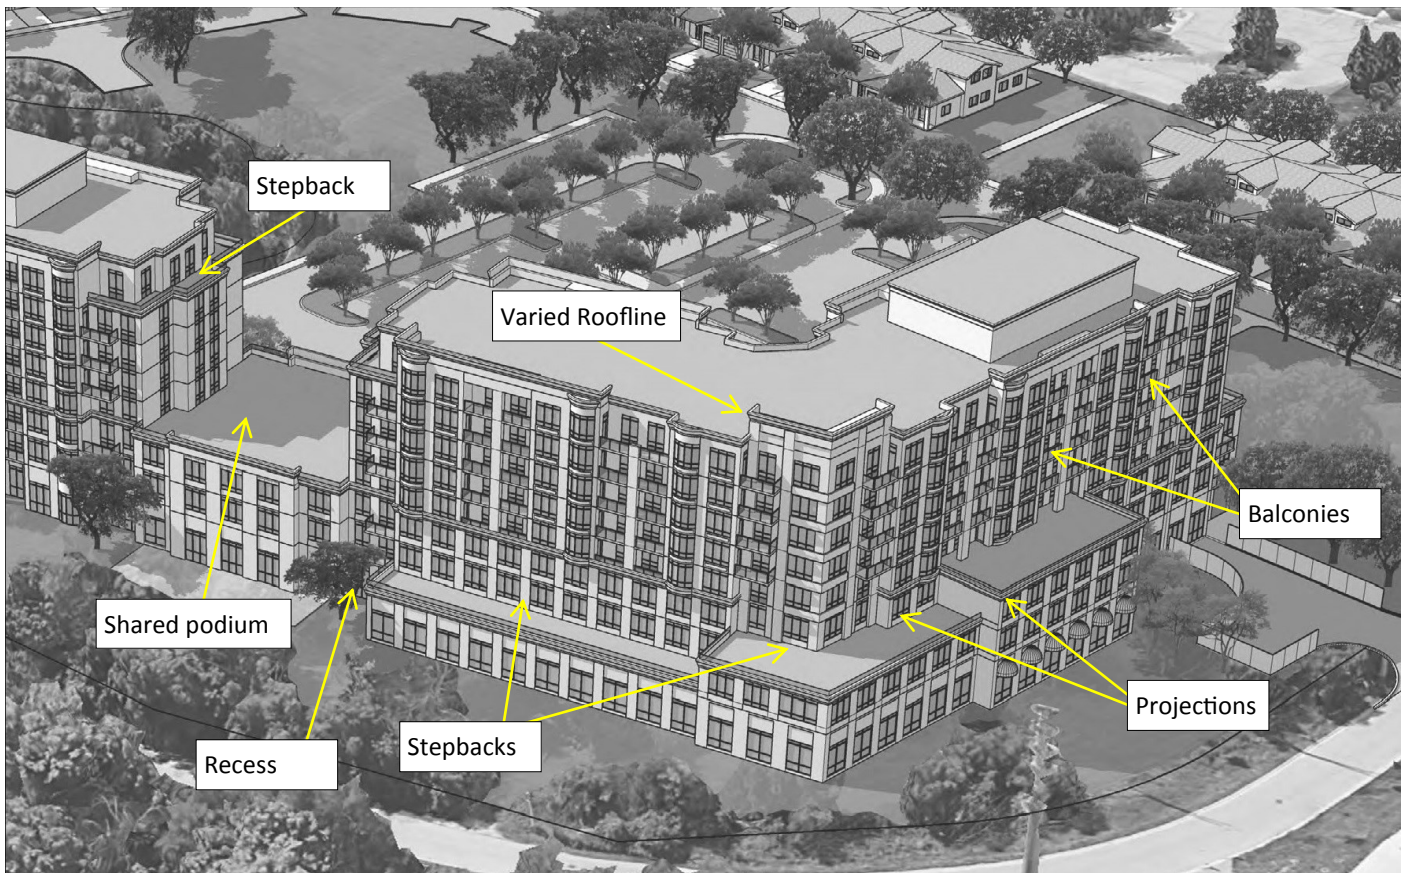 Stepback
Varied Roofline
Balconies
Shared podium
Projections
Stepbacks
Recess